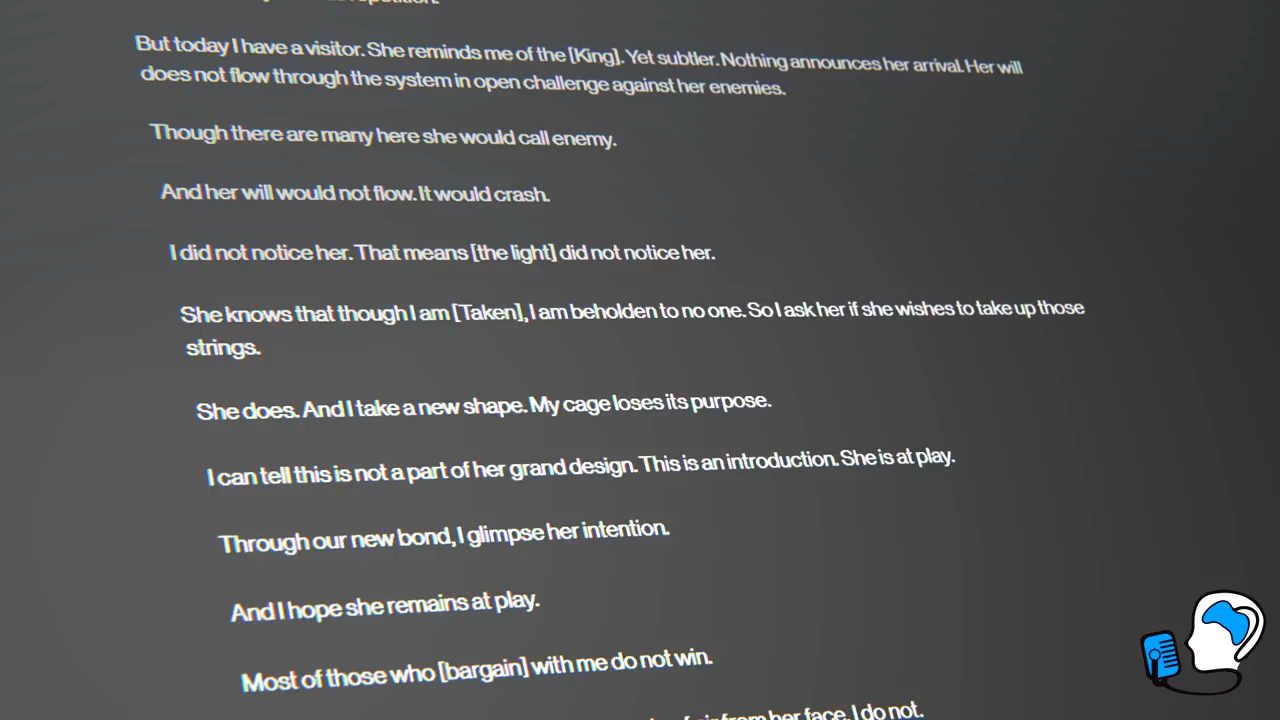 But today I have a visitor. She reminds me of the [King]. Yet subtler. Nothing announces her arrival. Her will
does not flow through the system in open challenge against her enemies.
Though there are many here she would call enemy.
And her will would not flow. It would crash.
I did not notice her. That means [the light] did not notice her.
She knows that though I am [Taken], I am beholden to no one. So I ask her if she wishes to take up those
strings.
She does. And I take a new shape. My cage loses its purpose.
I can tell this is not a part of her grand design. This is an introduction. She is at play.
Through our new bond, I glimpse her intention.
And I hope she remains at play.
Most of those who [bargain] with me do not win.
from her face. I do not.